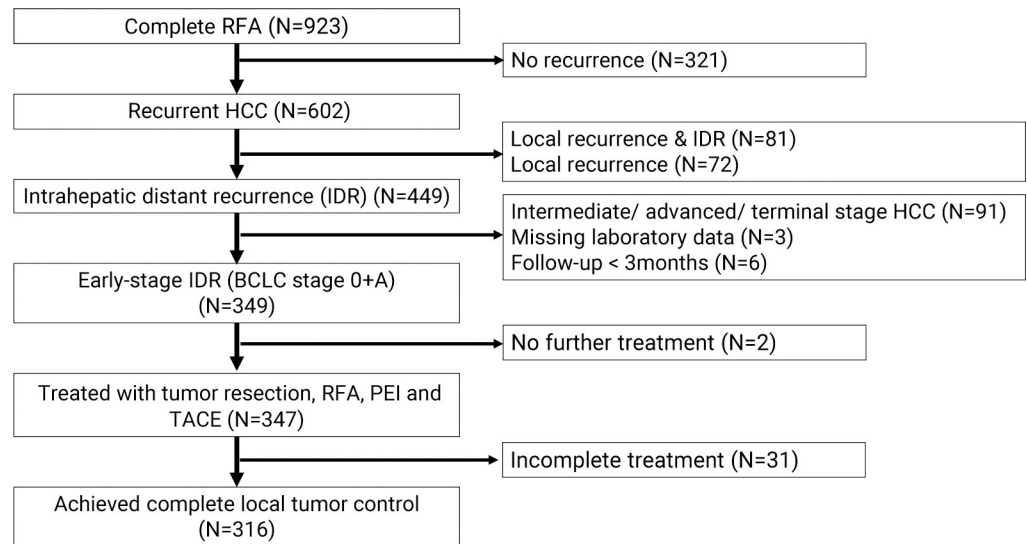 Complete RFA (N=923)
No recurrence (N=321)
Recurrent HCC (N=602)
Local recurrence & IDR (N=81)
Local recurrence (N=72)
Intrahepatic distant recurrence (IDR) (N=449)
Intermediate/ advanced/ terminal stage HCC (N=91)
Missing laboratory data (N=3)
Follow-up < 3months (N=6)
Early-stage IDR (BCLC stage 0+A)
(N=349)
No further treatment (N=2)
Treated with tumor resection, RFA, PEI and
TACE (N=347)
Incomplete treatment (N=31)
Achieved complete local tumor control
(N=316)